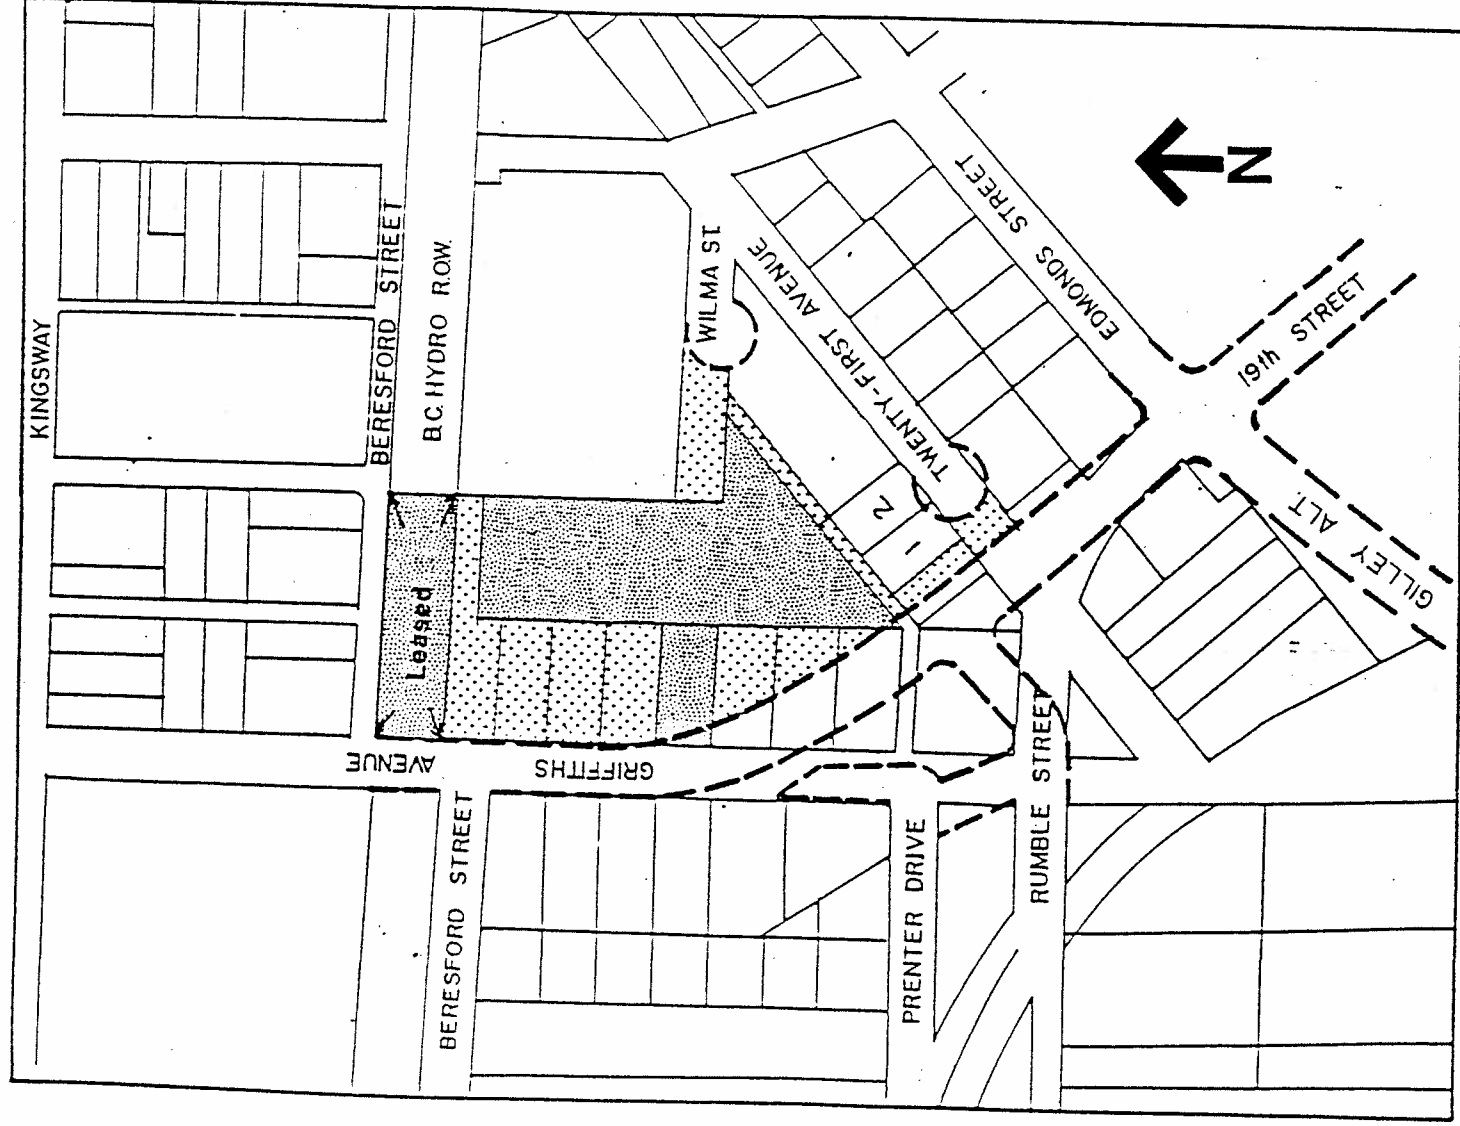 KINGSWAY
BERESFORD STREET
B.C. HYDRO R.O.W.
WILMA ST.
TWENTY-FIRST AVENUE
EDMONDS STREET
N
19th STREET
GILLEY ALT
2
1
Leased
GRIFFITHS AVENUE
BERESFORD STREET
PRENTER DRIVE
RUMBLE STREET